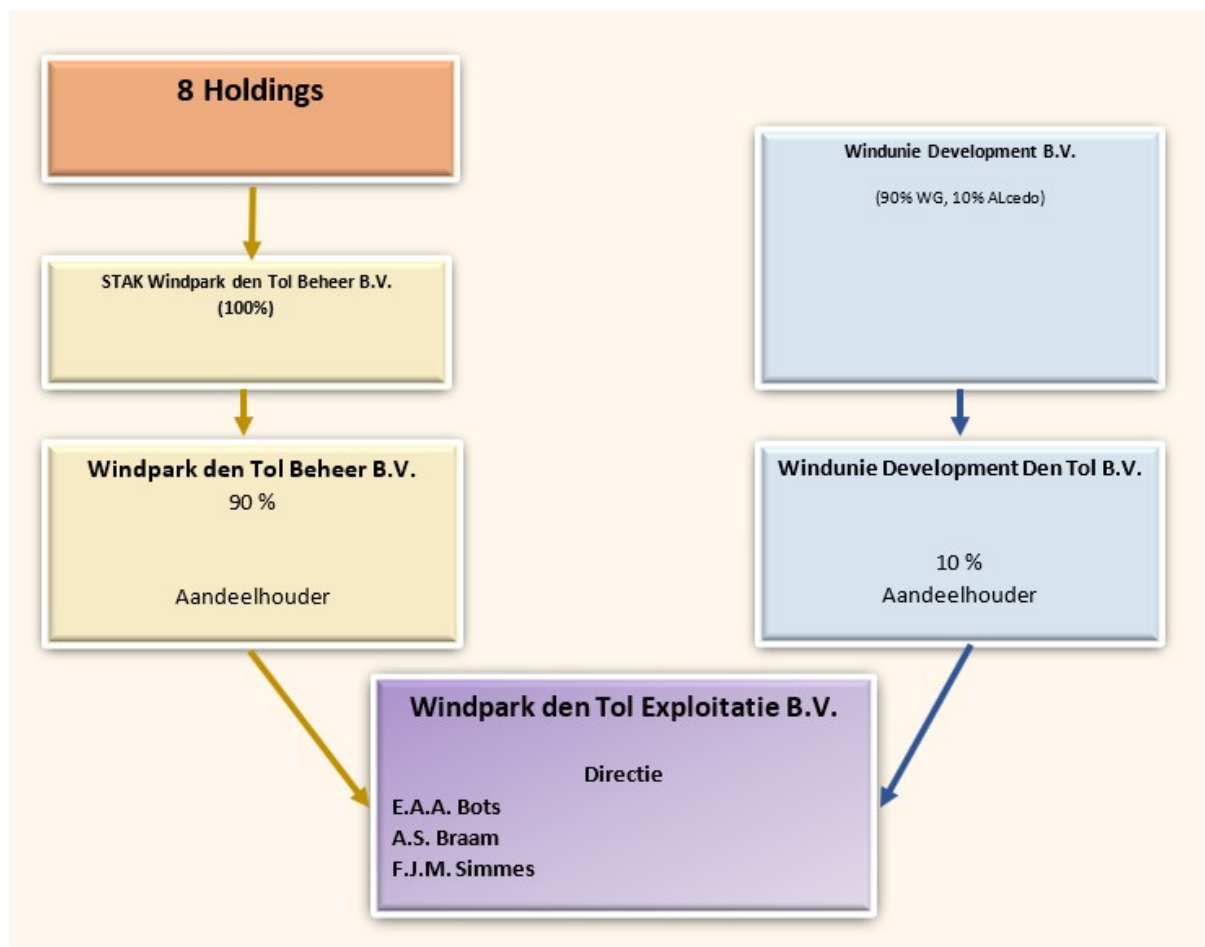 8 Holdings
STAK Windpark den Tol Beheer B.V.
(100%)
Windpark den Tol Beheer B.V.
90 %
Aandeelhouder
Windunie Development B.V.
(90% WG, 10% ALcedo)
Windunie Development Den Tol B.V.
10 %
Aandeelhouder
Windpark den Tol Exploitatie B.V.
Directie
E.A.A. Bots
A.S. Braam
F.J.M. Simmes